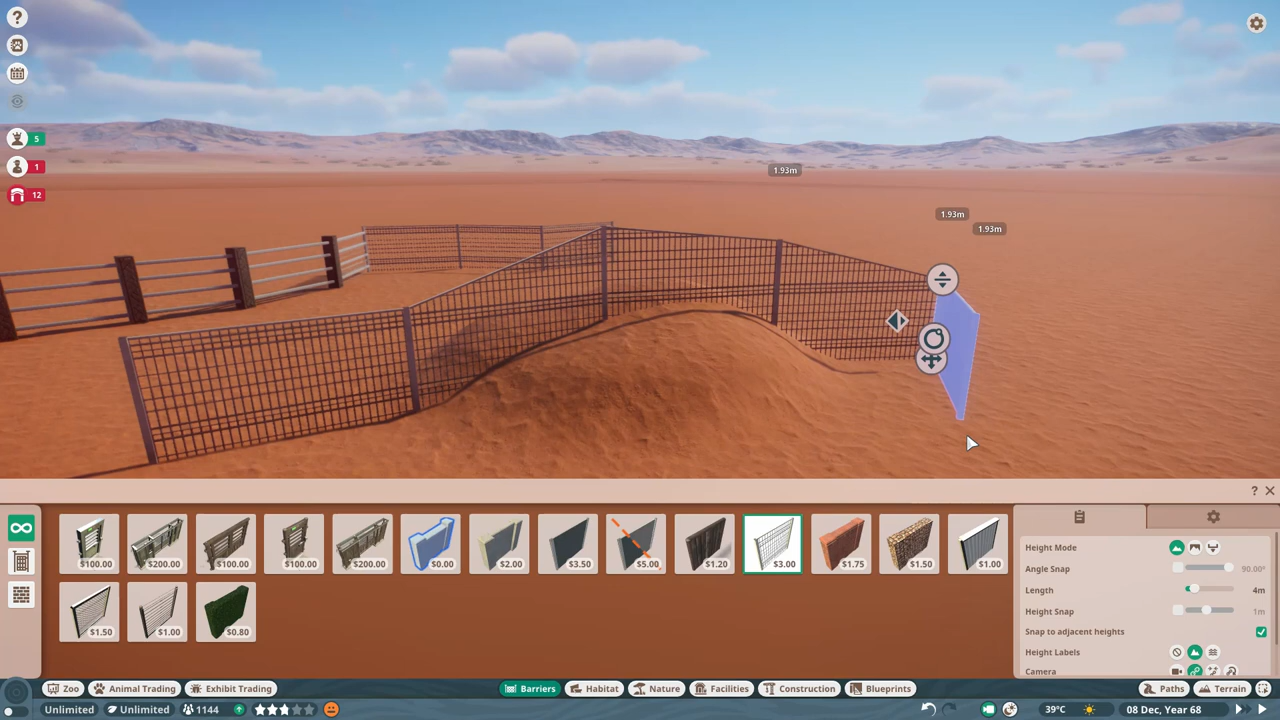 ?
5
1
12
1.93m
1.93m
1.93m
?
$100.00
$200.00
$100.00
$100.00
$200.00
$0.00
$2.00
$3.50
$5.00
$1.20
$3.00
$1.75
$1.50
$1.00
$1.50
$1.00
$0.80
Height Mode
Angle Snap 90.00°
Length 4m
Height Snap 1m
Snap to adjacent heights
Height Labels
Camera
Zoo
Animal Trading
Exhibit Trading
Barriers
Habitat
Nature
Facilities
Construction
Blueprints
Paths
Terrain
Unlimited
Unlimited
1144
39°C
08 Dec, Year 68